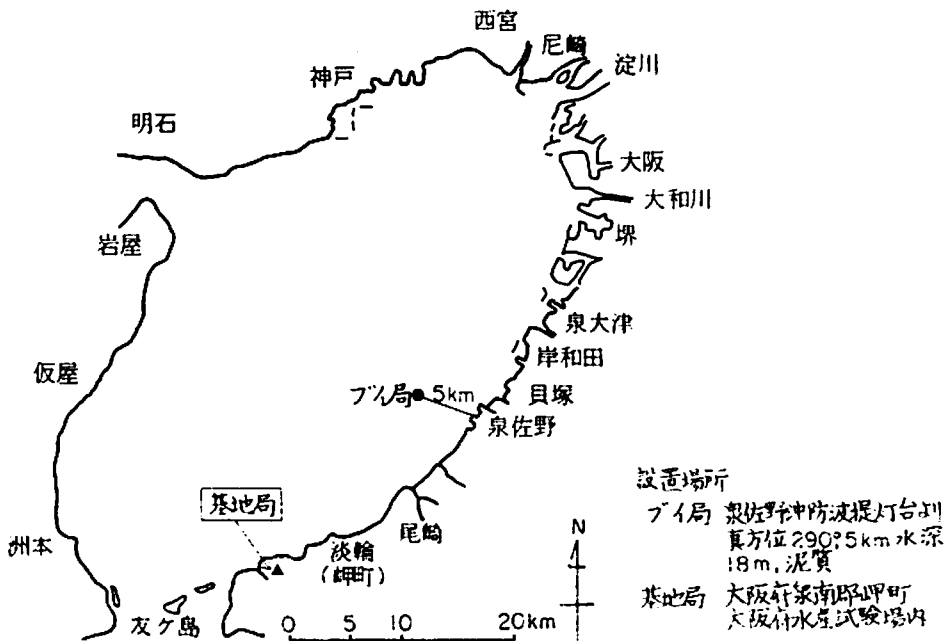 西宮
尼崎
淀川
神戸
明石
大阪
大和川
堺
岩屋
泉大津
岸和田
仮屋
ブイ局 5km
貝塚
泉佐野
設置場所
ブイ局 泉佐野沖防波堤灯台より
真方位290°5km水深
18m, 泥質
基地局 大阪府泉南郡岬町
大阪府水産試験場内
基地局
尾崎
洲本
淡輪
(岬町)
友ケ島
N
0 5 10 20km